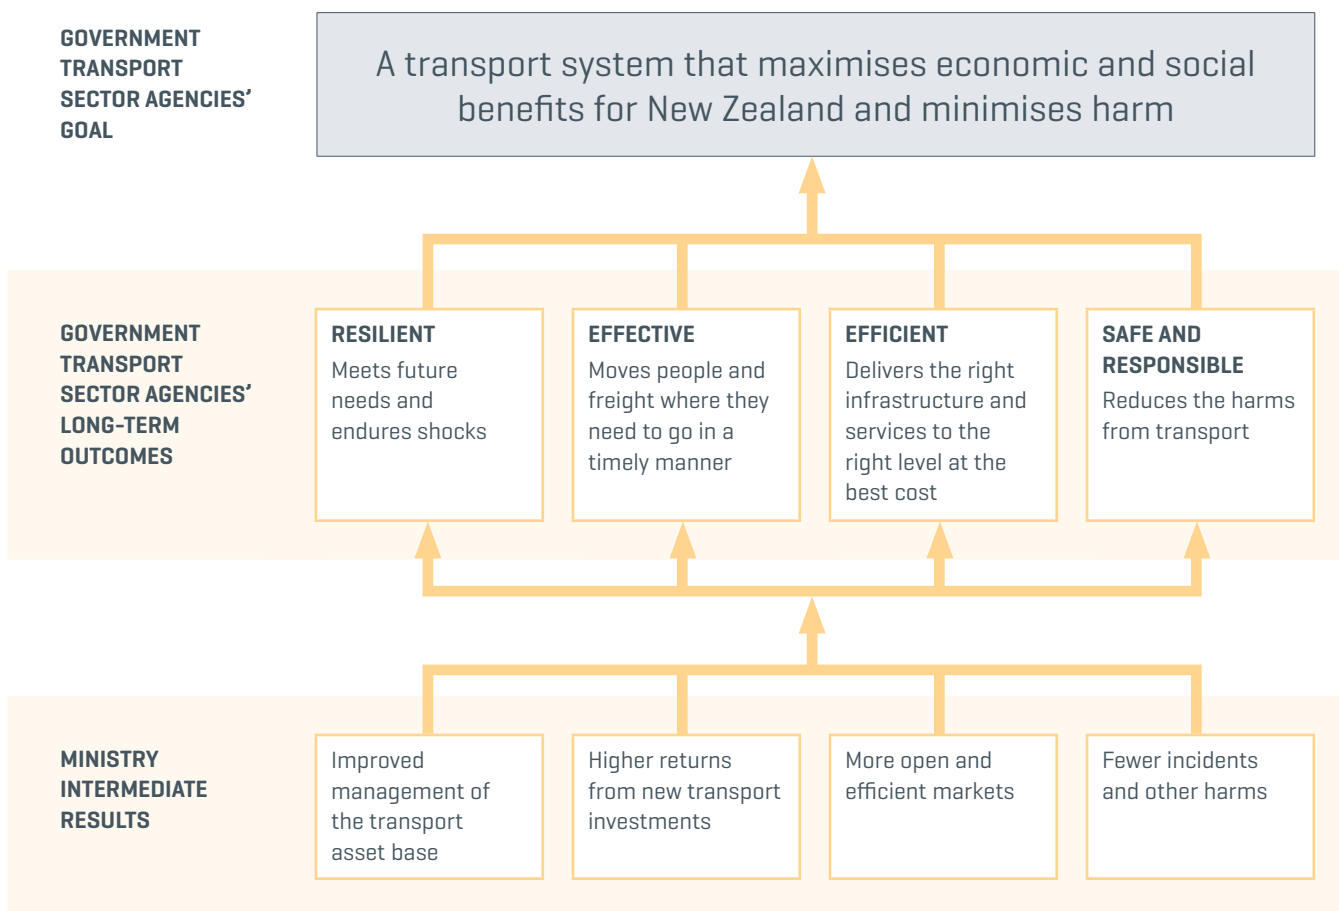 GOVERNMENT
TRANSPORT
SECTOR AGENCIES’
GOAL
A transport system that maximises economic and social
benefits for New Zealand and minimises harm
GOVERNMENT
TRANSPORT
SECTOR AGENCIES’
LONG-TERM
OUTCOMES
RESILIENT
Meets future
needs and
endures shocks
EFFECTIVE
Moves people and
freight where they
need to go in a
timely manner
EFFICIENT
Delivers the right
infrastructure and
services to the
right level at the
best cost
SAFE AND
RESPONSIBLE
Reduces the harms
from transport
MINISTRY
INTERMEDIATE
RESULTS
Improved
management of
the transport
asset base
Higher returns
from new transport
investments
More open and
efficient markets
Fewer incidents
and other harms